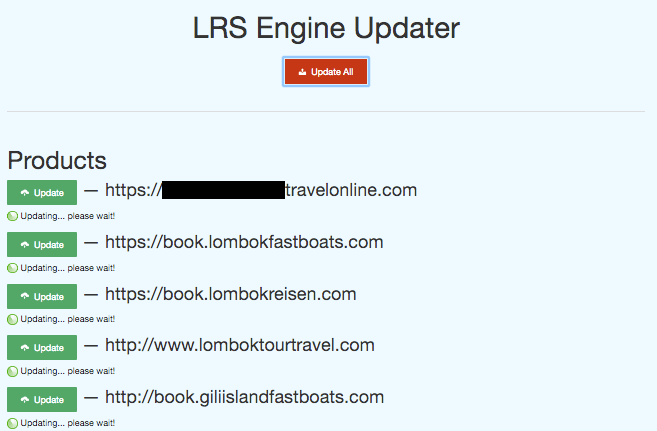 LRS Engine Updater
Update All
Products
Update — https:// travelonline.com
Updating... please wait!
Update — https://book.lombokfastboats.com
Updating... please wait!
Update — https://book.lombokreisen.com
Updating... please wait!
Update — http://www.lomboktourtravel.com
Updating... please wait!
Update — http://book.giliislandfastboats.com
Updating... please wait!